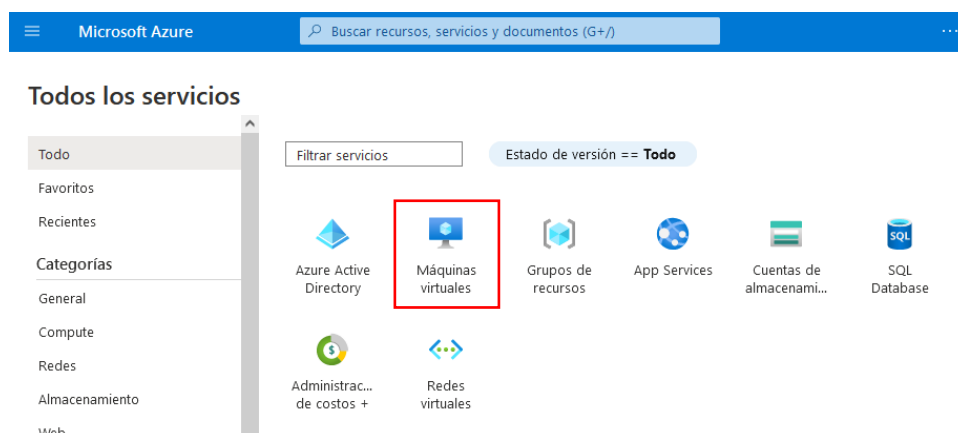 Microsoft Azure
Buscar recursos, servicios y documentos (G+/)
...
Todos los servicios
Todo
Favoritos
Recientes
Categorías
General
Compute
Redes
Almacenamiento
Web
Filtrar servicios
Estado de versión == Todo
Azure Active
Directory
Máquinas
virtuales
Grupos de
recursos
App Services
Cuentas de
almacenami...
SQL
SQL
Database
Administrac...
de costos +
Redes
virtuales